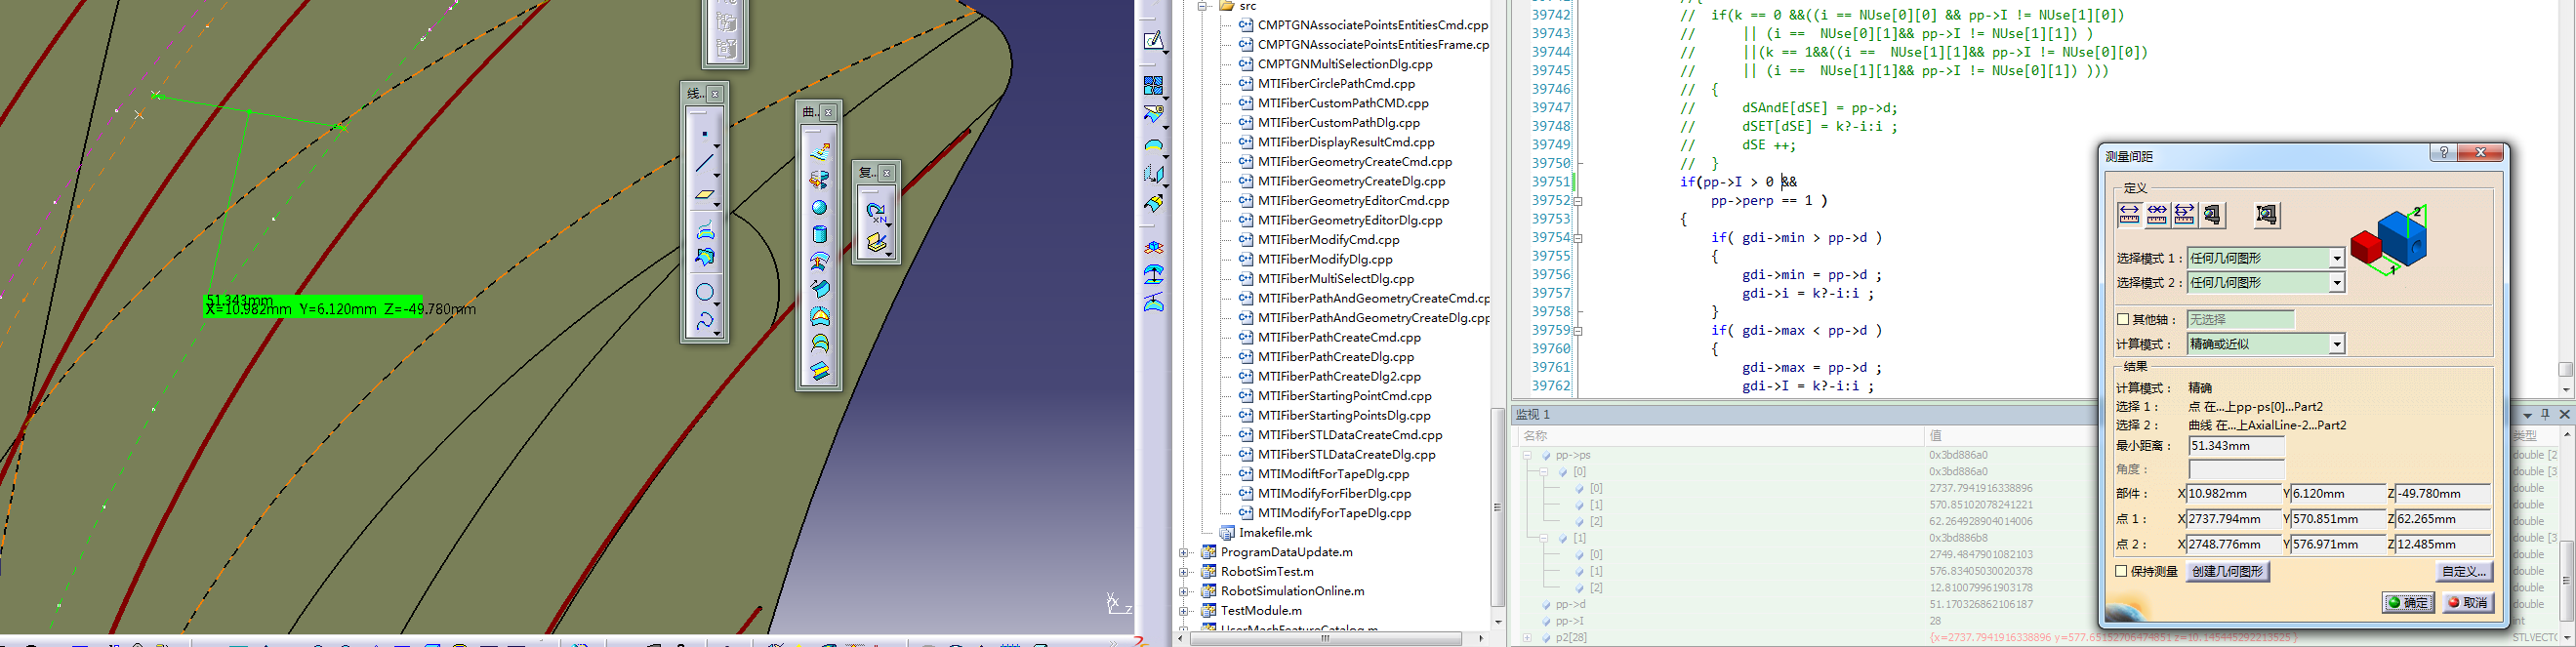 51.343mm
X=10.982mm Y=6.120mm Z=-49.780mm
线..
曲..
复..
src
CMPTGNAssociatePointsEntitiesCmd.cpp
CMPTGNAssociatePointsEntitiesFrame.cp
CMPTGNMultiSelectionDlg.cpp
MTIFiberCirclePathCmd.cpp
MTIFiberCustomPathCMD.cpp
MTIFiberCustomPathDlg.cpp
MTIFiberDisplayResultCmd.cpp
MTIFiberGeometryCreateCmd.cpp
MTIFiberGeometryCreateDlg.cpp
MTIFiberGeometryEditorCmd.cpp
MTIFiberGeometryEditorDlg.cpp
MTIFiberModifyCmd.cpp
MTIFiberModifyDlg.cpp
MTIFiberMultiSelectDlg.cpp
MTIFiberPathAndGeometryCreateCmd.cp
MTIFiberPathAndGeometryCreateDlg.cp
MTIFiberPathCreateCmd.cpp
MTIFiberPathCreateDlg.cpp
MTIFiberPathCreateDlg2.cpp
MTIFiberStartingPointCmd.cpp
MTIFiberStartingPointsDlg.cpp
MTIFiberSTLDataCreateCmd.cpp
MTIFiberSTLDataCreateDlg.cpp
MTIModiftForTapeDlg.cpp
MTIModifyForFiberDlg.cpp
MTIModifyForTapeDlg.cpp
Imakefile.mk
ProgramDataUpdate.m
RobotSimTest.m
RobotSimulationOnline.m
TestModule.m
UserMachFeatureCatalog.m
39742 // if(k == 0 &&((i == NUse[0][0] && pp->I != NUse[1][0])
39743 // || (i == NUse[0][1]&& pp->I != NUse[1][1]) )
39744 // ||(k == 1&&((i == NUse[1][1]&& pp->I != NUse[0][0])
39745 // || (i == NUse[1][1]&& pp->I != NUse[0][1]) )))
39746 // {
39747 // dSAndE[dSE] = pp->d;
39748 // dSET[dSE] = k?-i:i ;
39749 // dSE ++;
39750 // }
39751 if(pp->I > 0 &&
39752 pp->perp == 1 )
39753 {
39754 if( gdi->min > pp->d )
39755 {
39756 gdi->min = pp->d ;
39757 gdi->i = k?-i:i ;
39758 }
39759 if( gdi->max < pp->d )
39760 {
39761 gdi->max = pp->d ;
39762 gdi->I = k?-i:i ;
监视 1
名称 值 类型
pp->ps 0x3bd886a0 double [2
[0] 0x3bd886a0 double [3
[0] 2737.7941916338896 double
[1] 570.85102078241221 double
[2] 62.264928904014006 double
[1] 0x3bd886b8 double [3
[0] 2749.4847901082103 double
[1] 576.83405030020378 double
[2] 12.810079961903178 double
pp->d 51.170326862106187 double
pp->I 28 int
p2[28] {x=2737.7941916338896 y=577.65152706474851 z=10.145445292213525 } STLVECTC
测量间距
定义
选择模式 1： 任何几何图形
选择模式 2： 任何几何图形
其他轴： 无选择
计算模式： 精确或近似
结果
计算模式： 精确
选择 1： 点 在...上pp-ps[0]...Part2
选择 2： 曲线 在...上AxialLine-2...Part2
最小距离： 51.343mm
角度：
部件： X 10.982mm Y 6.120mm Z -49.780mm
点 1： X 2737.794mm Y 570.851mm Z 62.265mm
点 2： X 2748.776mm Y 576.971mm Z 12.485mm
保持测量 创建几何图形 自定义...
确定 取消